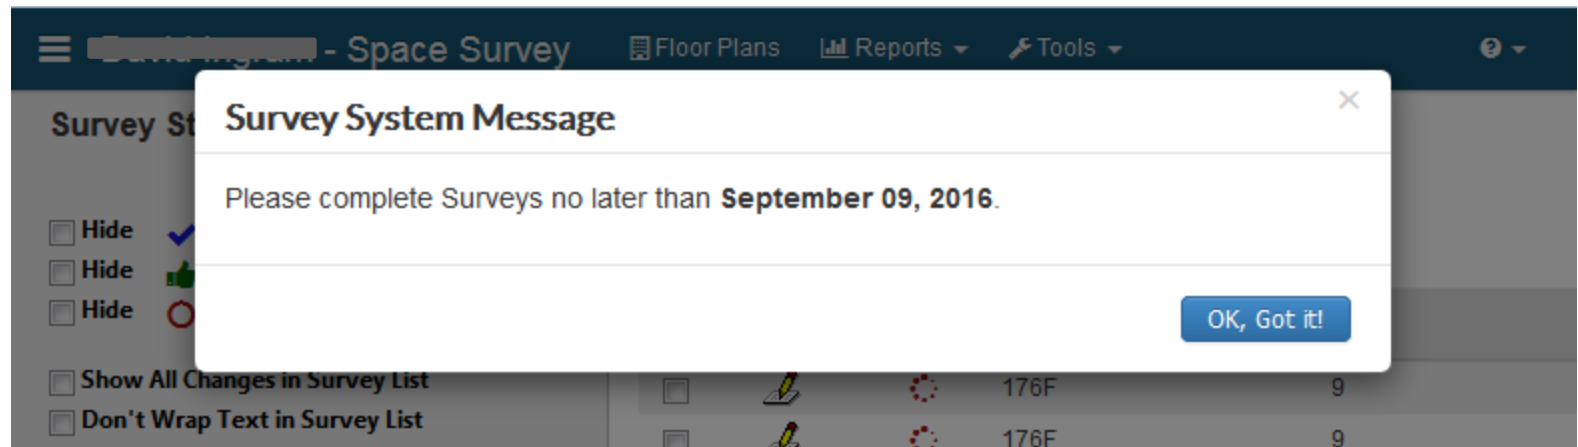 - Space Survey Floor Plans Reports Tools
Survey St
Survey System Message
×
Please complete Surveys no later than September 09, 2016.
OK, Got it!
Hide
Hide
Hide
Show All Changes in Survey List
Don't Wrap Text in Survey List
176F 9
176F 9